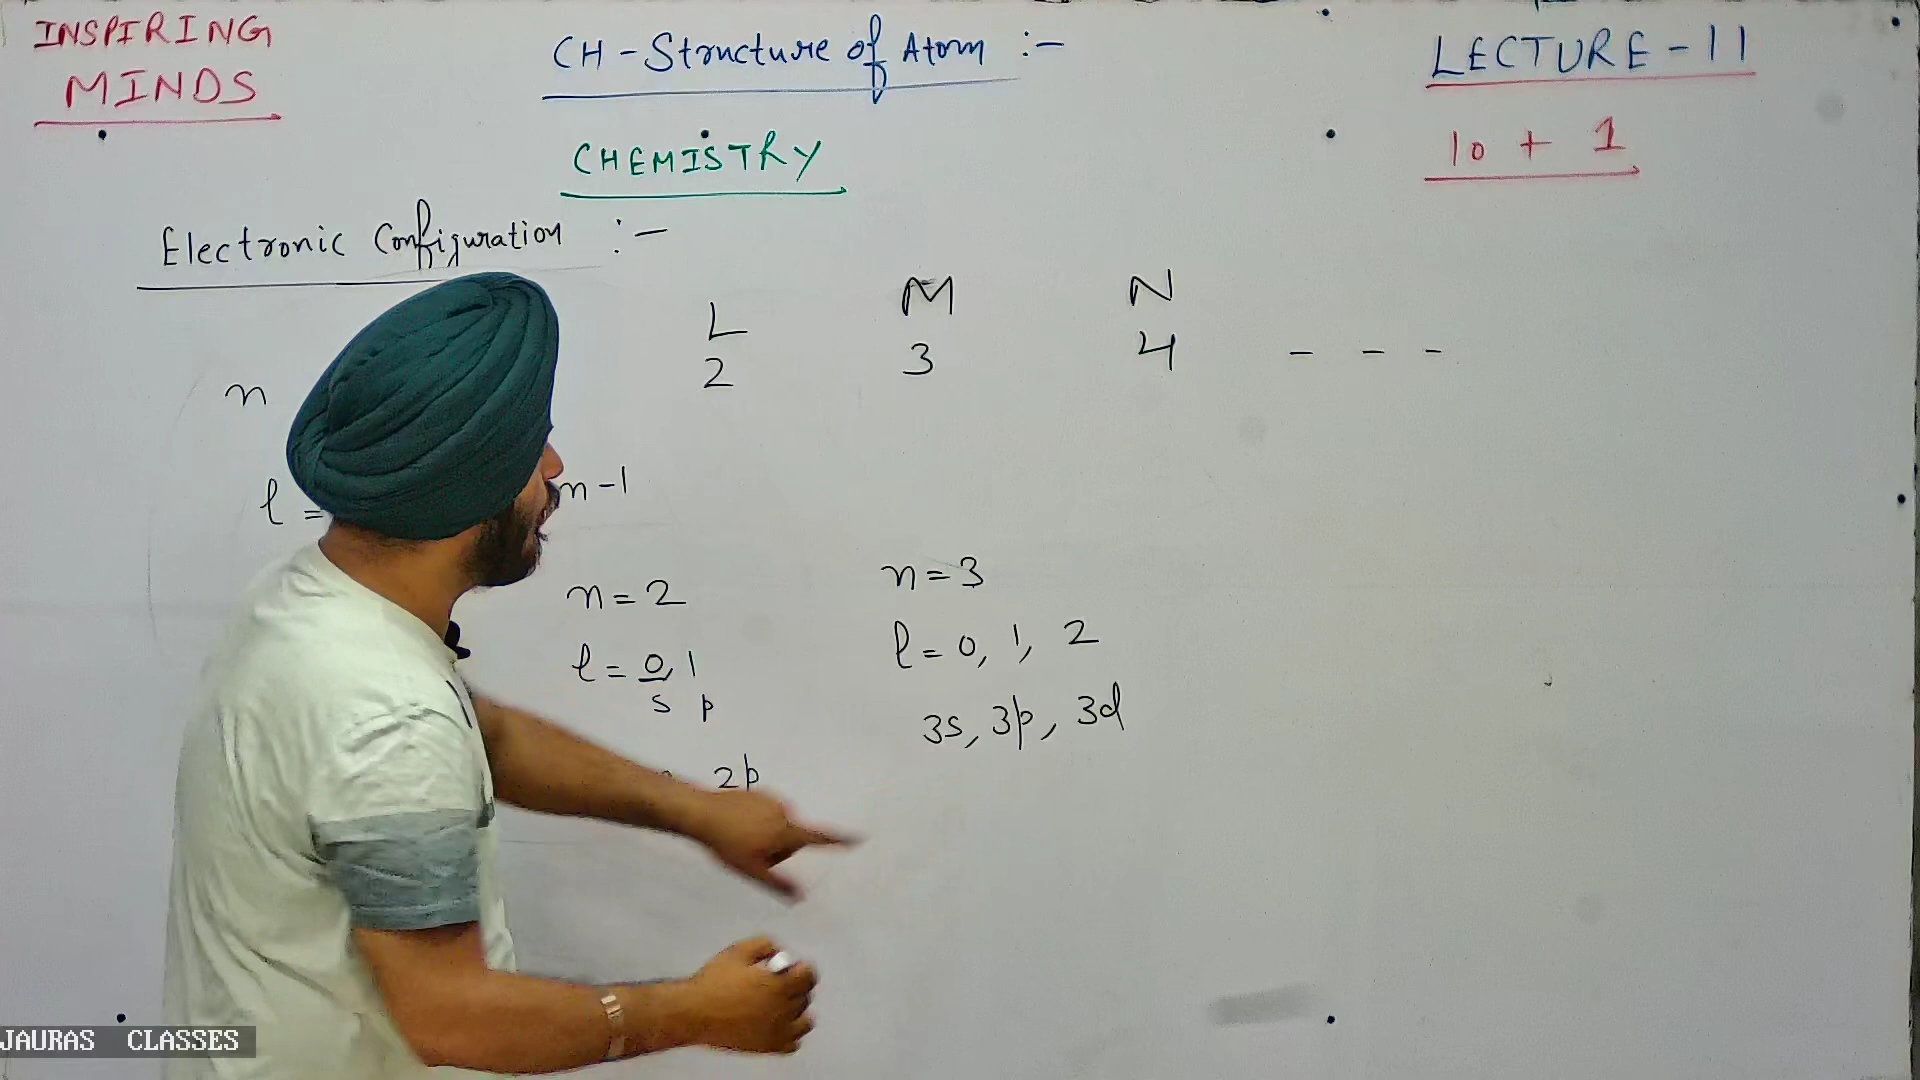 INSPIRING
MINDS
CH - Structure of Atom :-
LECTURE - 11
CHEMISTRY
10 + 1
Electronic Configuration :-
L M N
n 2 3 4 - - -
l = n - 1
n = 2
l = 0, 1
s p
2p
n = 3
l = 0, 1, 2
3s, 3p, 3d
JAURAS CLASSES